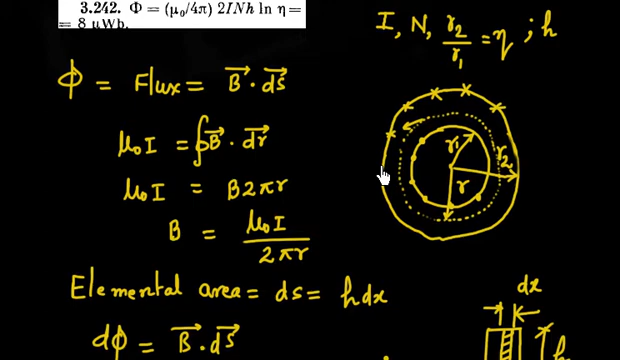 3.242. Φ = (μ₀/4π) 2INh ln η =
= 8 μWb.
I, N, r₂/r₁ = η ; h
ϕ = Flux = B⃗ · ds⃗
μ₀I = ∮B⃗ · dr⃗
μ₀I = B2πr
B = μ₀I / 2πr
r₁
r₂
r
Elemental area = ds = hdx
dϕ = B⃗ · ds⃗
dx
h